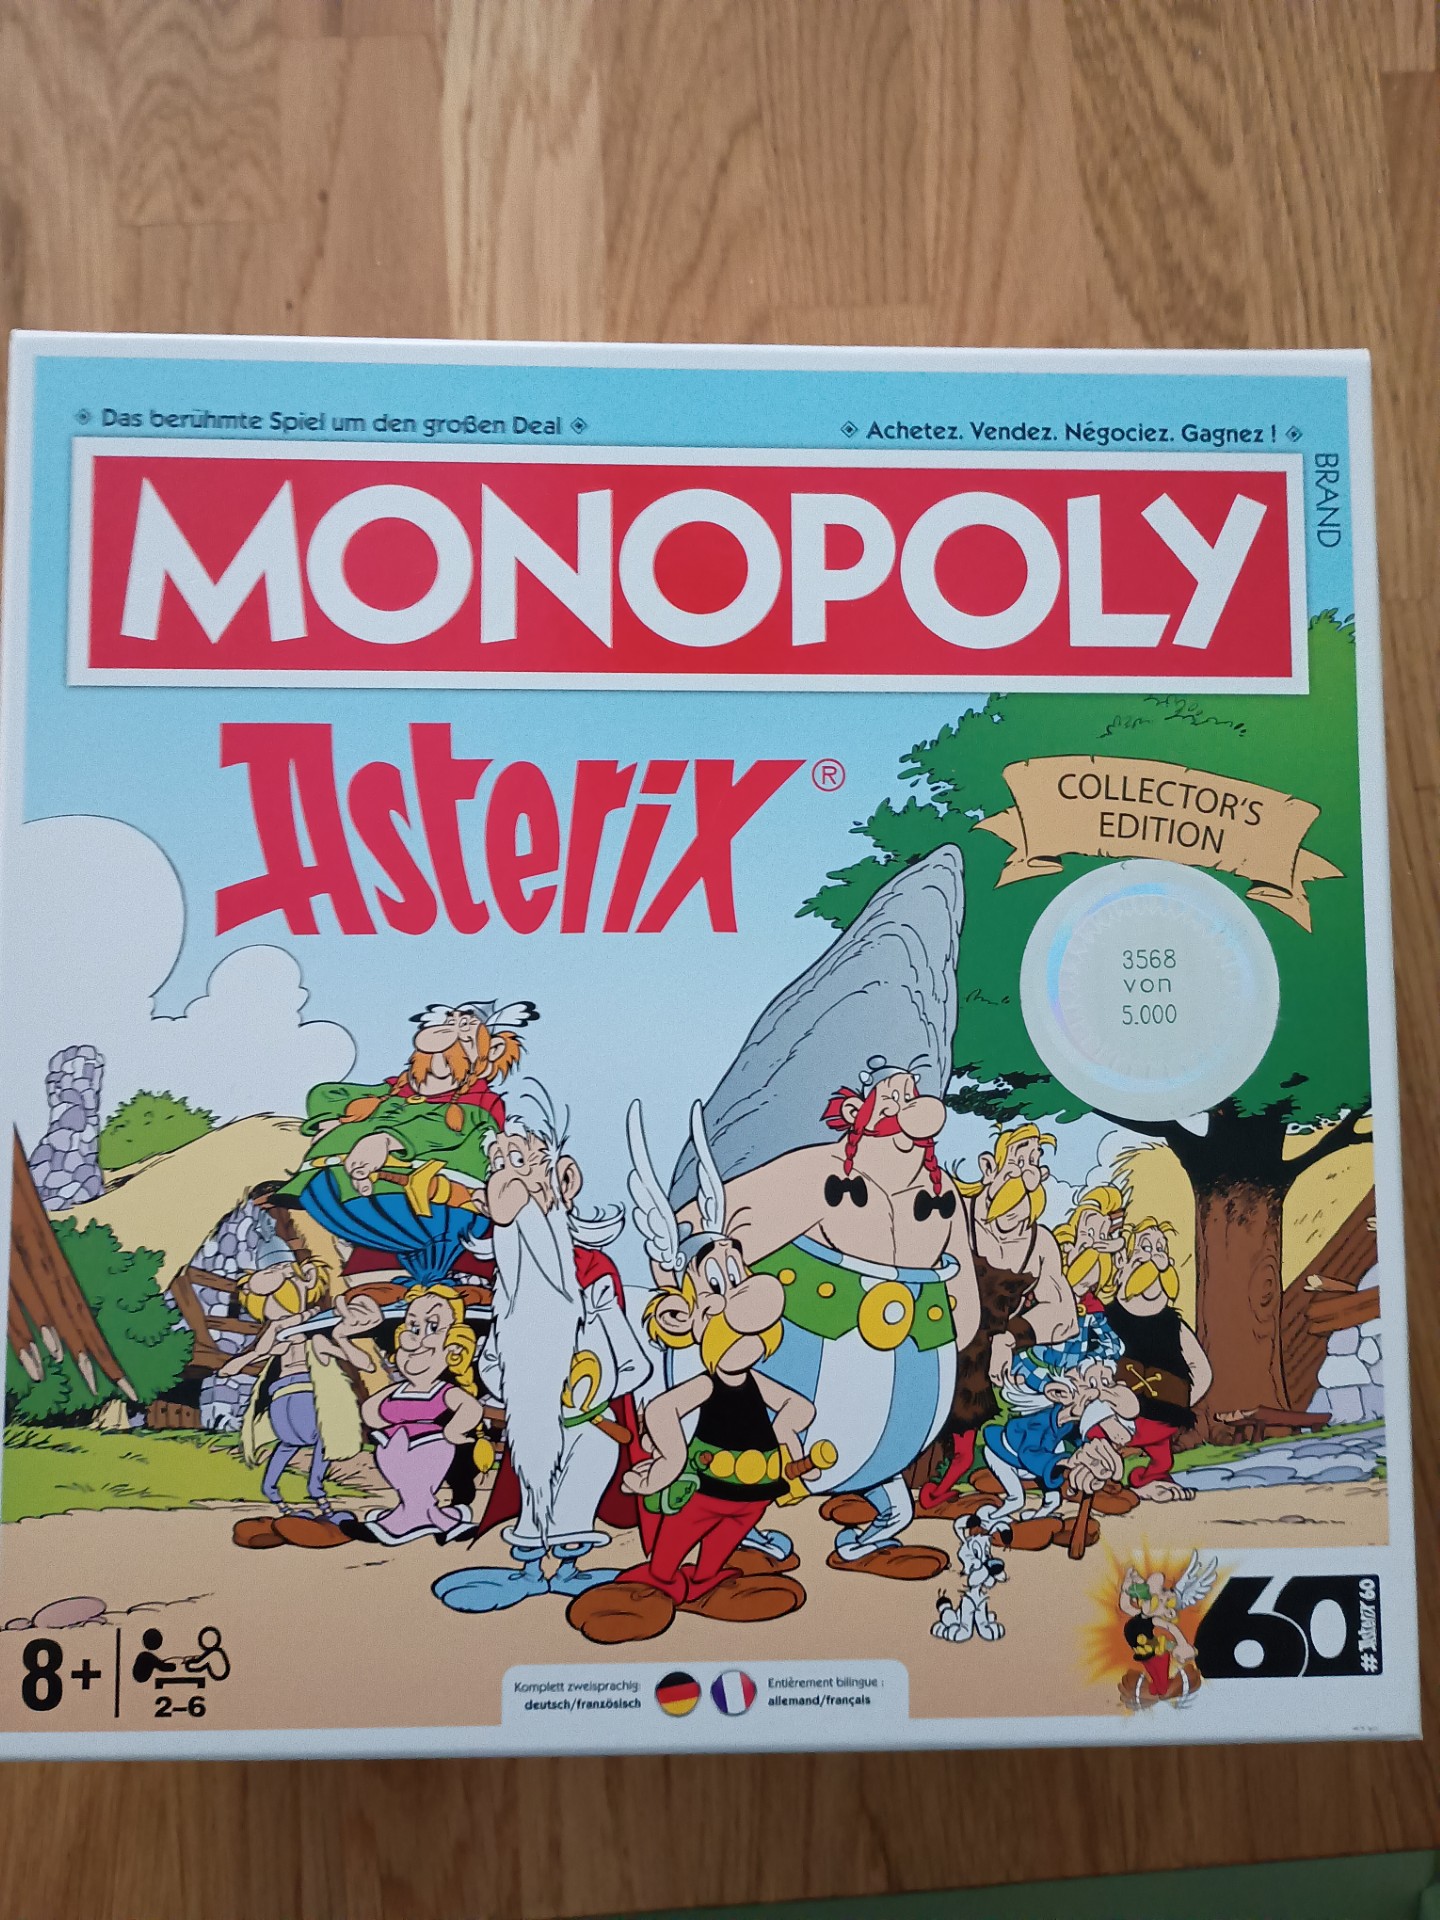 Das berühmte Spiel um den großen Deal
Achetez. Vendez. Négociez. Gagnez !
MONOPOLY
BRAND
Asterix®
COLLECTOR'S
EDITION
3568
von
5.000
8+
2–6
Komplett zweisprachig:
deutsch/französisch
Entièrement bilingue :
allemand/français
60
#Asterix60